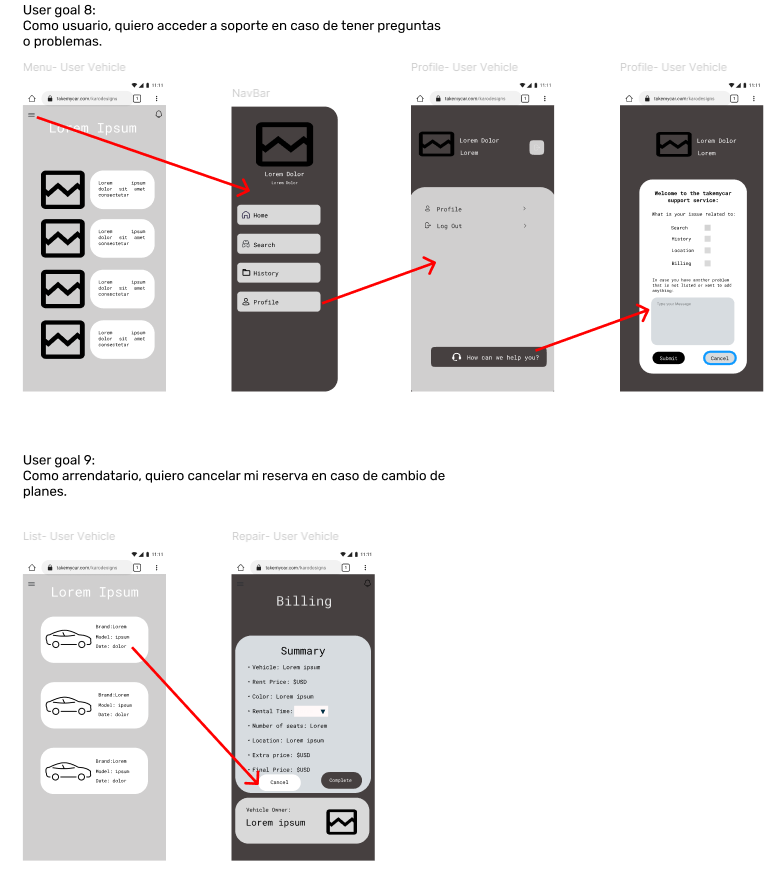 User goal 8:
Como usuario, quiero acceder a soporte en caso de tener preguntas
o problemas.
Menu- User Vehicle
11:11
takemycar.com/karodesigns
1
Lorem Ipsum
Lorem ipsum
dolor sit amet
consectetur
Lorem ipsum
dolor sit amet
consectetur
Lorem ipsum
dolor sit amet
consectetur
Lorem ipsum
dolor sit amet
consectetur
NavBar
Lorem Dolor
Lorem Dolor
Home
Search
History
Profile
Profile- User Vehicle
11:11
takemycar.com/karodesigns
1
Lorem Dolor
Lorem
Profile >
Log Out >
How can we help you?
Profile- User Vehicle
11:11
takemycar.com/karodesigns
1
Lorem Dolor
Lorem
Welcome to the takemycar
support service:
What is your issue related to:
Search
History
Location
Billing
In case you have another problem
that is not listed or want to add
anything:
Type your Message
Submit
Cancel
User goal 9:
Como arrendatario, quiero cancelar mi reserva en caso de cambio de
planes.
List- User Vehicle
11:11
takemycar.com/karodesigns
1
Lorem Ipsum
Brand:Lorem
Model: ipsum
Date: dolor
Brand:Lorem
Model: ipsum
Date: dolor
Brand:Lorem
Model: ipsum
Date: dolor
Repair- User Vehicle
11:11
takemycar.com/karodesigns
1
Billing
Summary
• Vehicle: Lorem ipsum
• Rent Price: $USD
• Color: Lorem ipsum
• Rental Time:
• Number of seats: Lorem
• Location: Lorem ipsum
• Extra price: $USD
• Final Price: $USD
Cancel
Complete
Vehicle Owner:
Lorem ipsum